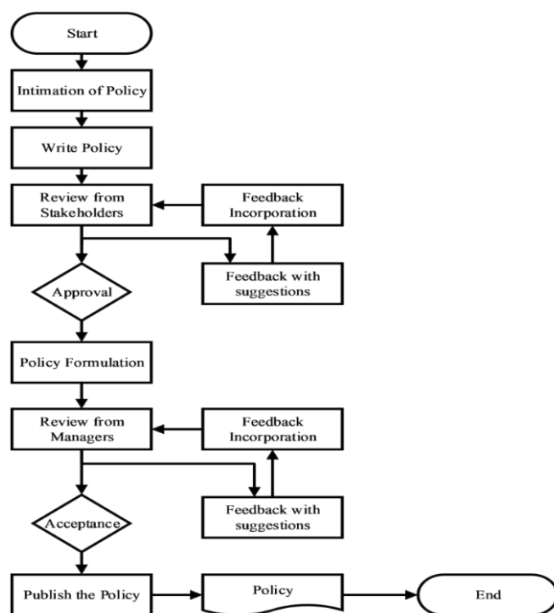 Start
Intimation of Policy
Write Policy
Review from
Stakeholders
Feedback
Incorporation
Feedback with
suggestions
Approval
Policy Formulation
Review from
Managers
Feedback
Incorporation
Feedback with
suggestions
Acceptance
Publish the Policy
Policy
End